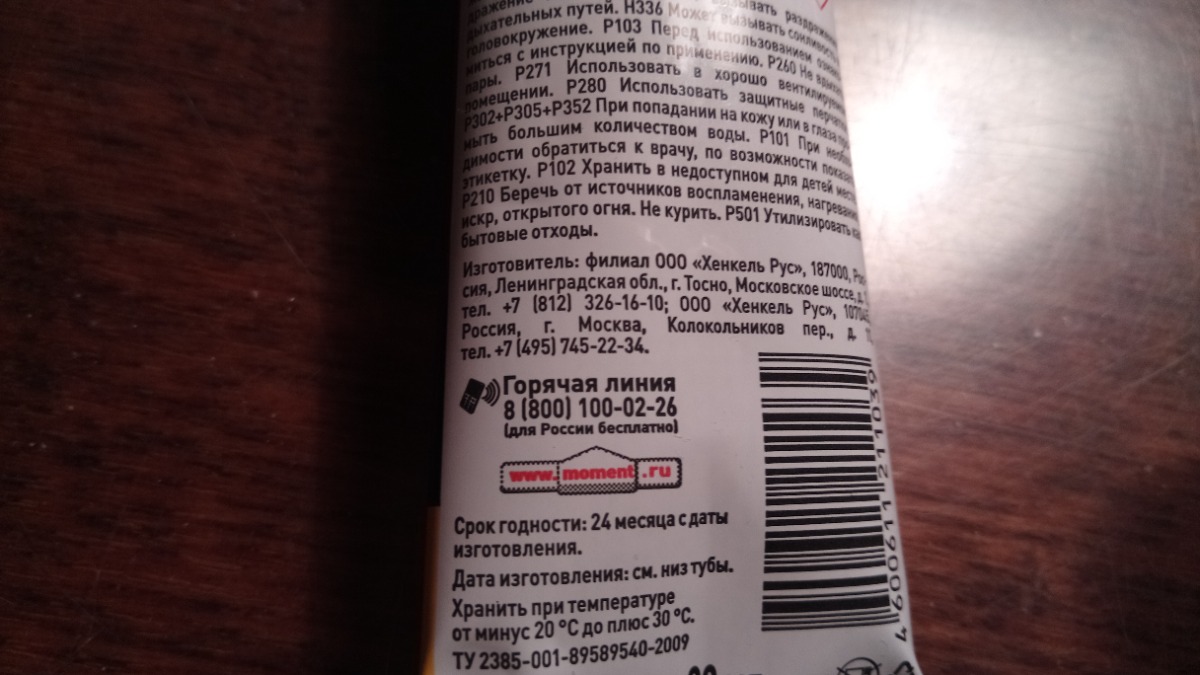 дражение вызывать раздражение
дыхательных путей. H336 Может вызывать сонливость
головокружение. P103 Перед использованием ознако-
миться с инструкцией по применению. P260 Не вдыхать
пары. P271 Использовать в хорошо вентилируемом
помещении. P280 Использовать защитные перчатки
P302+P305+P352 При попадании на кожу или в глаза про-
мыть большим количеством воды. P101 При необхо-
димости обратиться к врачу, по возможности показать
этикетку. P102 Хранить в недоступном для детей месте
P210 Беречь от источников воспламенения, нагревания
искр, открытого огня. Не курить. P501 Утилизировать как
бытовые отходы.
Изготовитель: филиал ООО «Хенкель Рус», 187000, Рос-
сия, Ленинградская обл., г. Тосно, Московское шоссе, д.
тел. +7 (812) 326-16-10; ООО «Хенкель Рус», 107045
Россия, г. Москва, Колокольников пер., д.
тел. +7 (495) 745-22-34.
Горячая линия
8 (800) 100-02-26
(для России бесплатно)
www.moment.ru
Срок годности: 24 месяца с даты
изготовления.
Дата изготовления: см. низ тубы.
Хранить при температуре
от минус 20 °C до плюс 30 °C.
ТУ 2385-001-89589540-2009
4 600611 211039